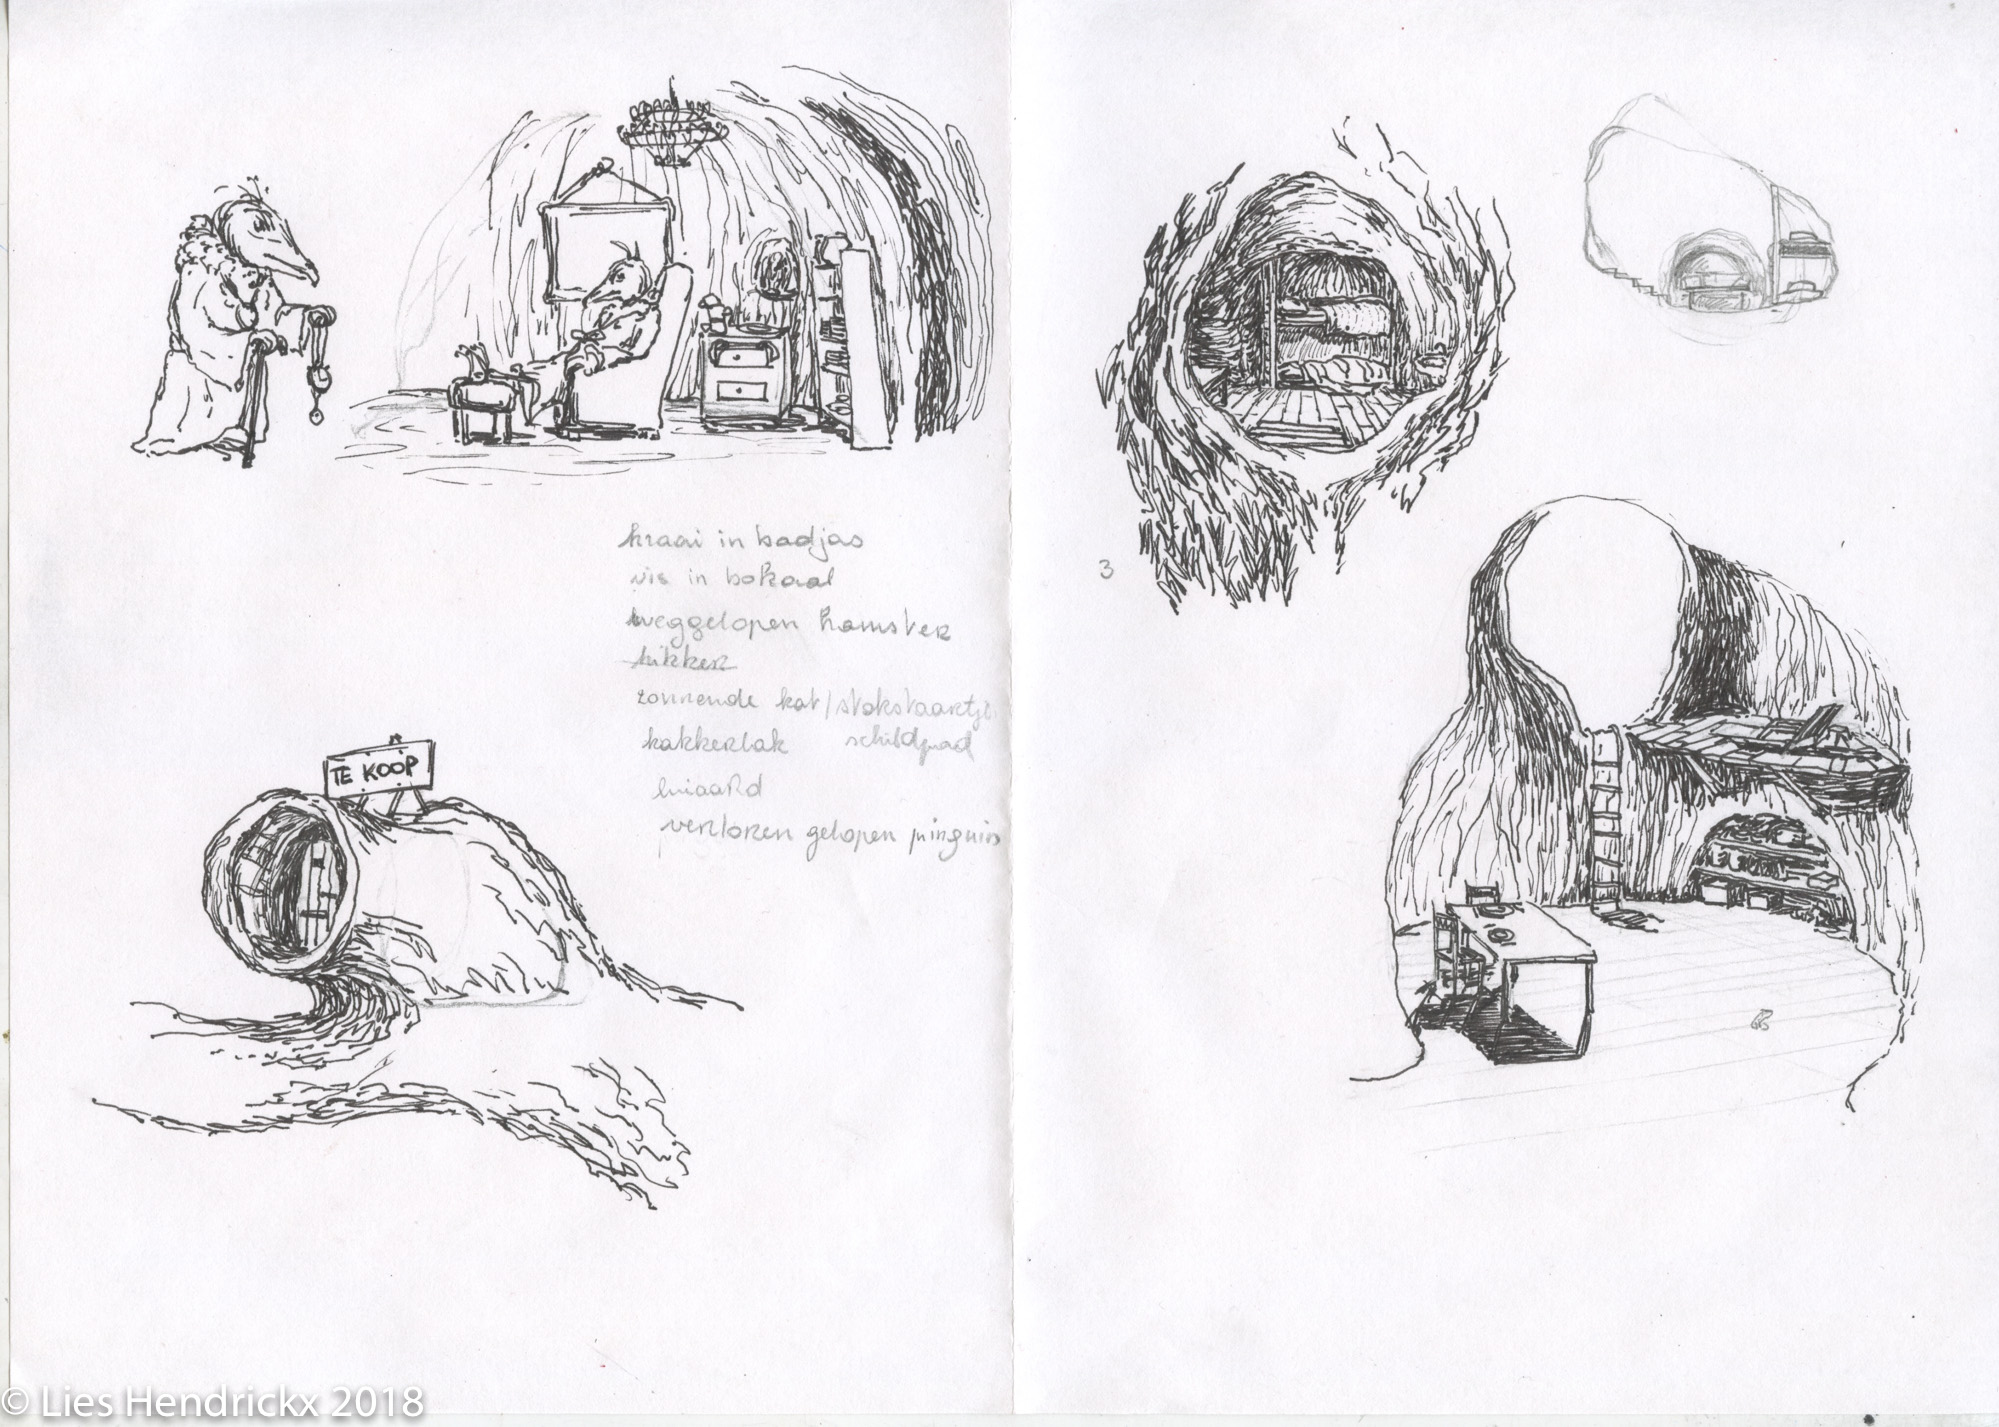 kraai in badjas
vis in bokaal
weggelopen hamster
kikker
zonnende kat/stokstaartje
kakkerlak schildpad
luiaard
verloren gelopen pinguin
TE KOOP
3
© Lies Hendrickx 2018